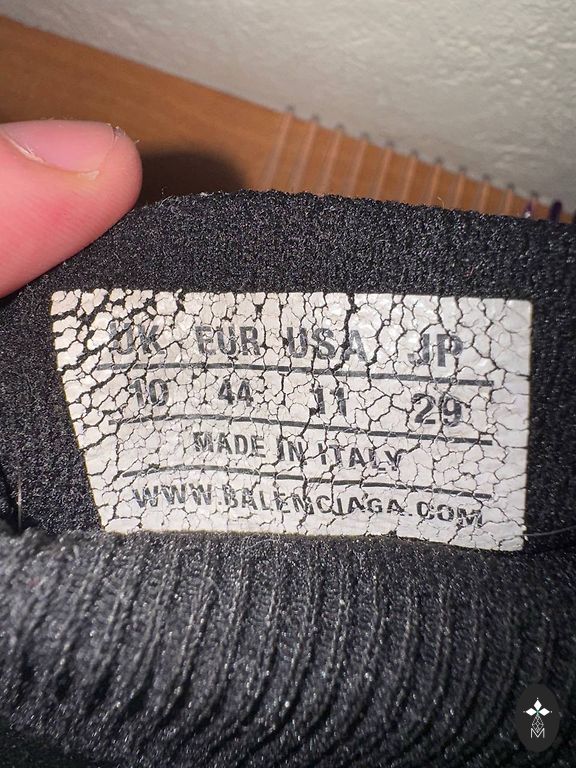 UK EUR USA JP
10 44 11 29
MADE IN ITALY
WWW.BALENCIAGA.COM
M